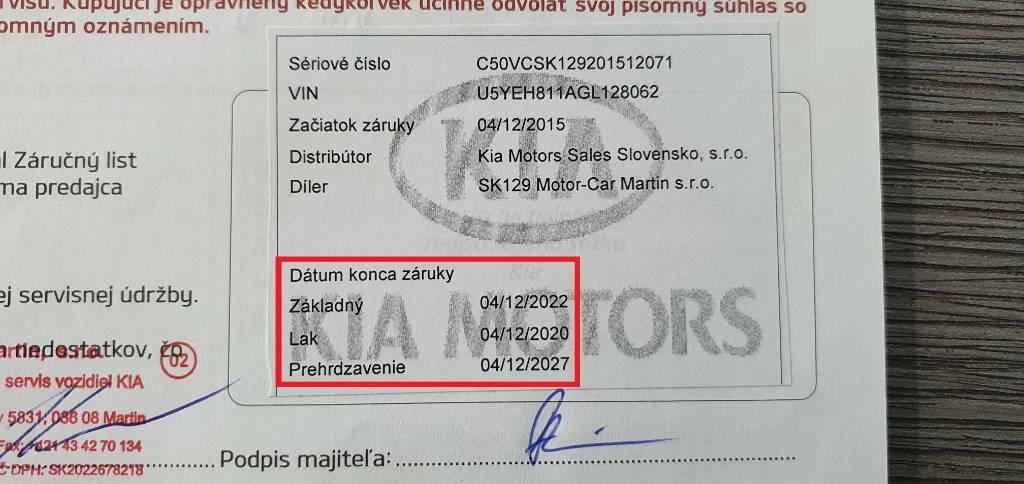 Kupujúci je oprávnený kedykoľvek účinne odvolať svoj písomný súhlas so
omným oznámením.
Sériové číslo C50VCSK129201512071
VIN U5YEH811AGL128062
Začiatok záruky 04/12/2015
Distribútor Kia Motors Sales Slovensko, s.r.o.
Díler SK129 Motor-Car Martin s.r.o.
KIA
l Záručný list
ma predajca
Dátum konca záruky
Základný 04/12/2022
Lak 04/12/2020
Prehrdzavenie 04/12/2027
KIA MOTORS
ej servisnej údržby.
nedostatkov, čo
02
servis vozidiel KIA
5831, 088 08 Martin
Fax: +421 43 42 70 134
DPH: SK2022678218
Podpis majiteľa: